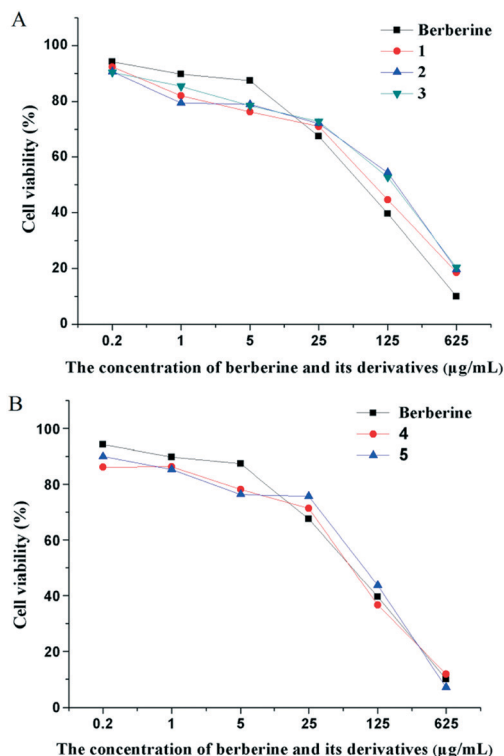 A
Berberine
1
2
3
Cell viability (%)
100
80
60
40
20
0
0.2 1 5 25 125 625
The concentration of berberine and its derivatives (µg/mL)
B
Berberine
4
5
Cell viability (%)
100
80
60
40
20
0
0.2 1 5 25 125 625
The concentration of berberine and its derivatives (µg/mL)